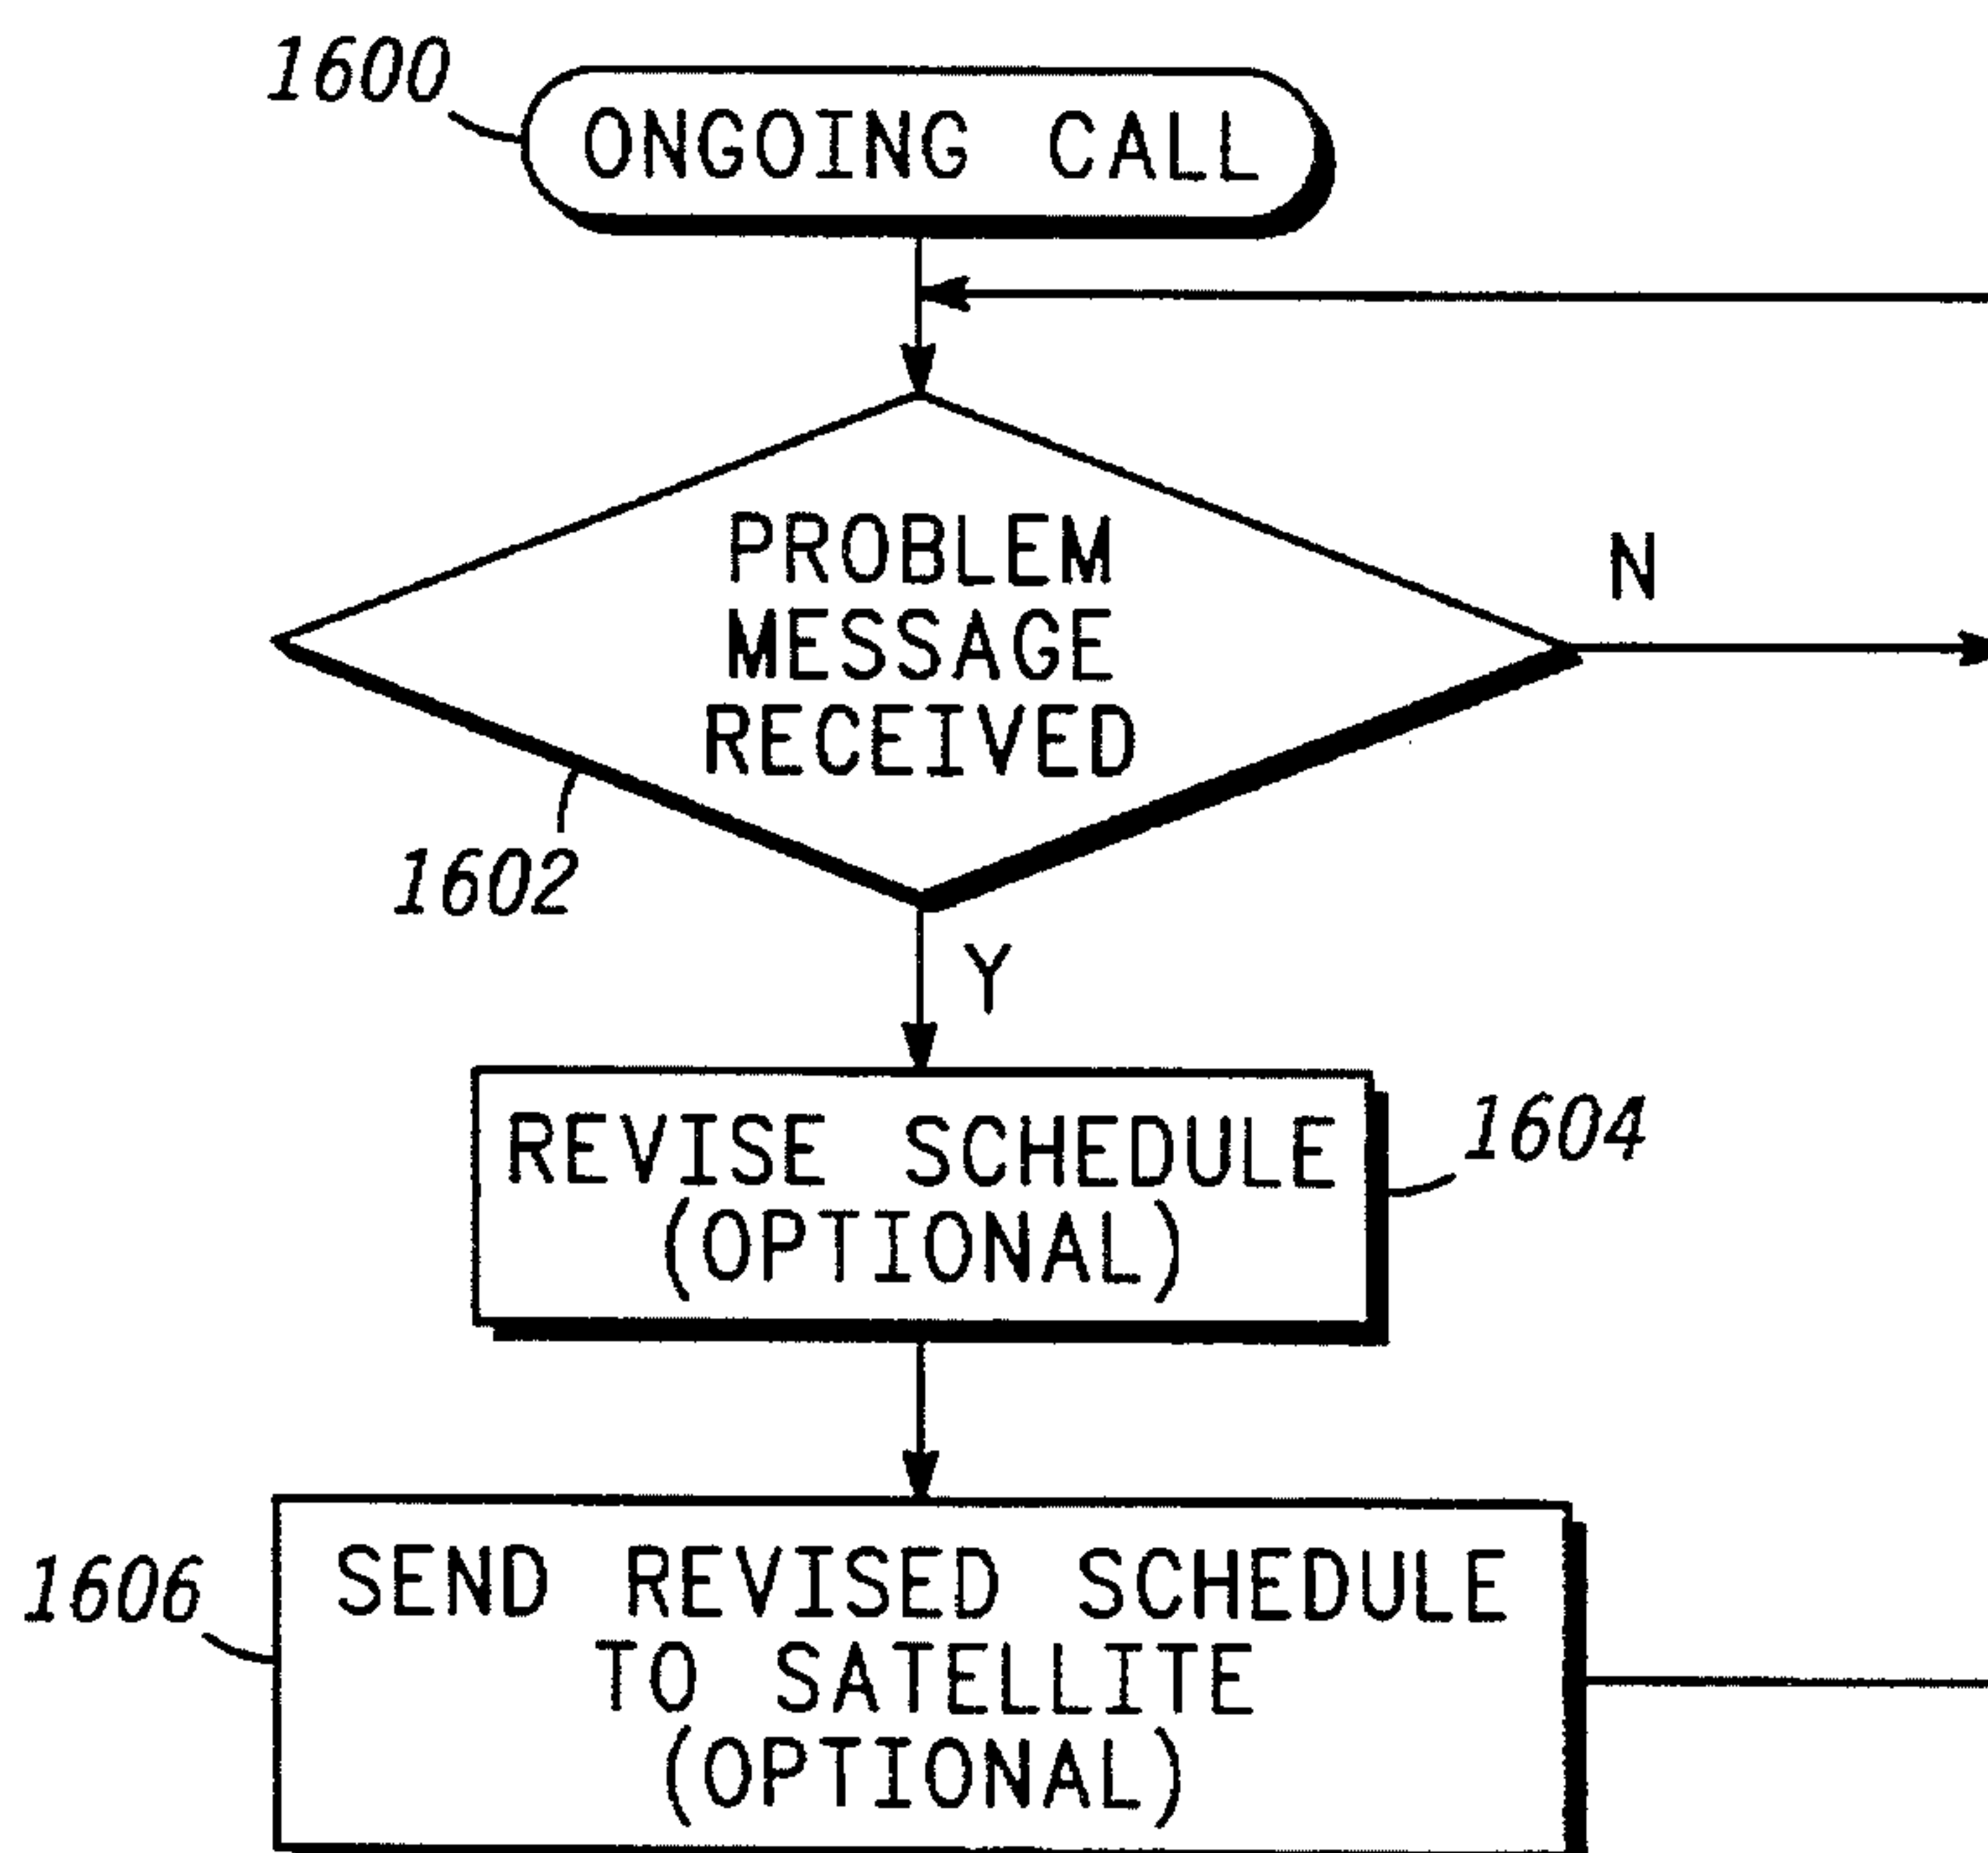 1600
ONGOING CALL
PROBLEM
MESSAGE
RECEIVED
N
1602
Y
REVISE SCHEDULE
(OPTIONAL)
1604
1606
SEND REVISED SCHEDULE
TO SATELLITE
(OPTIONAL)